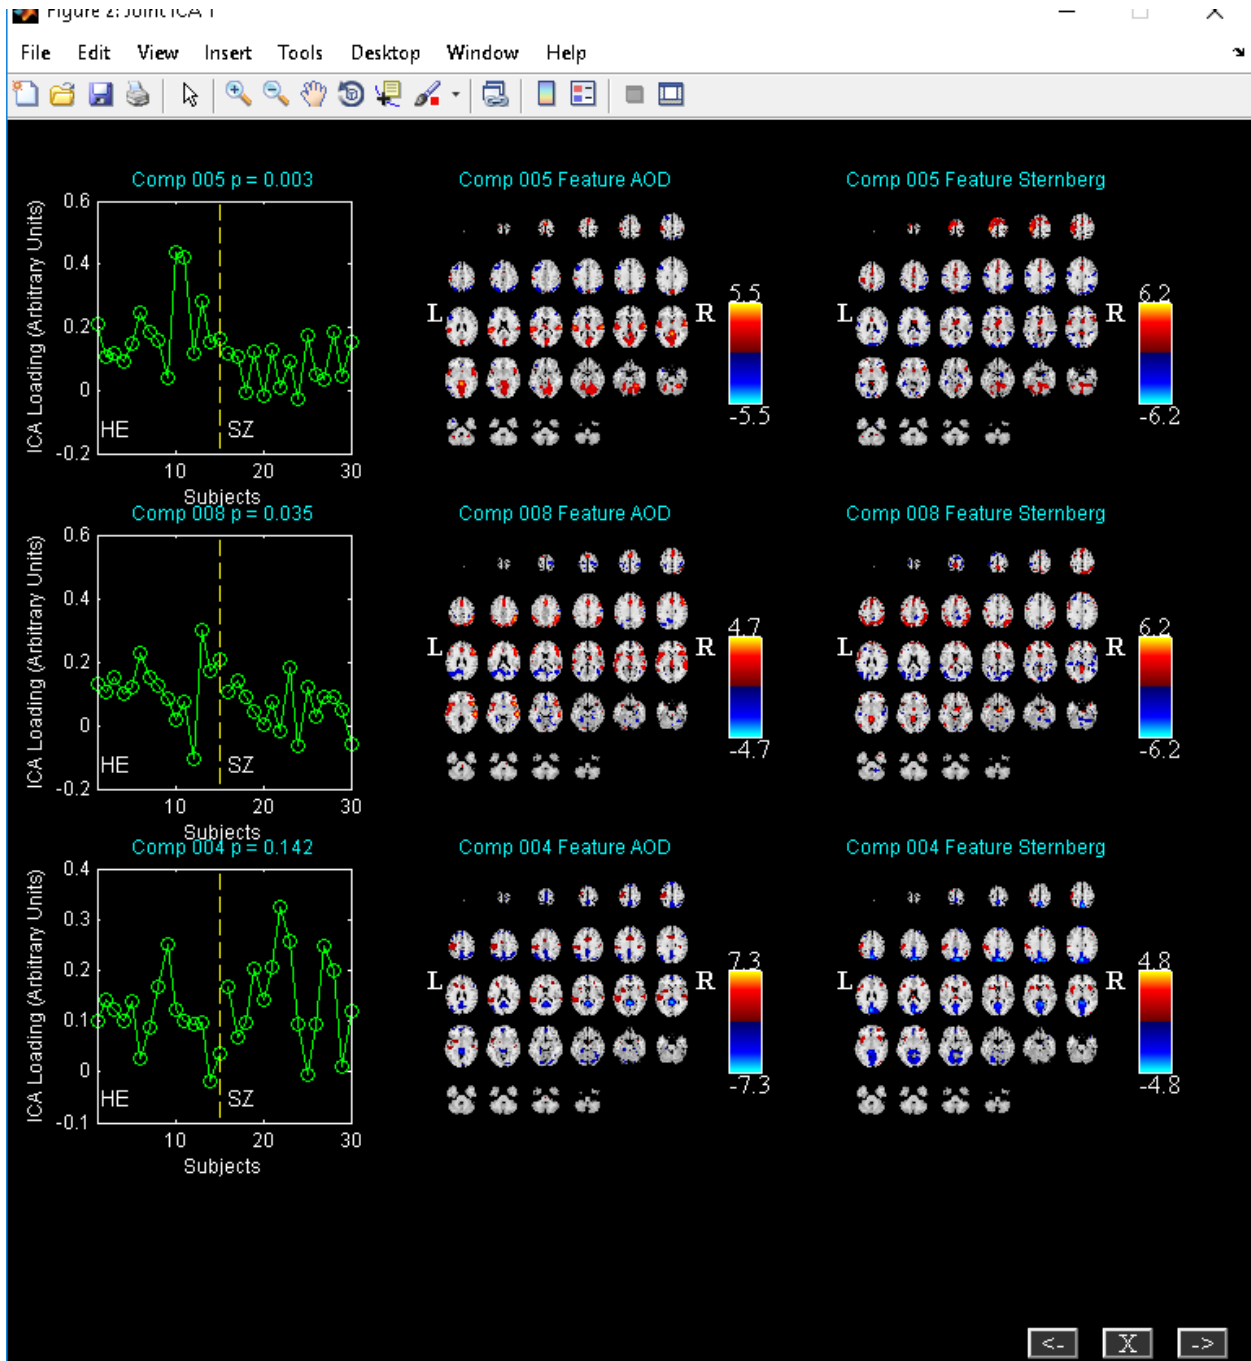 Figure 2: Joint ICA 1
File Edit View Insert Tools Desktop Window Help
Comp 005 p = 0.003
Comp 005 Feature AOD
Comp 005 Feature Sternberg
ICA Loading (Arbitrary Units)
0.6
0.4
0.2
0
-0.2
HE
SZ
10
20
30
Subjects
L
R
5.5
-5.5
L
R
6.2
-6.2
Comp 008 p = 0.035
Comp 008 Feature AOD
Comp 008 Feature Sternberg
ICA Loading (Arbitrary Units)
0.6
0.4
0.2
0
-0.2
HE
SZ
10
20
30
Subjects
L
R
4.7
-4.7
L
R
6.2
-6.2
Comp 004 p = 0.142
Comp 004 Feature AOD
Comp 004 Feature Sternberg
ICA Loading (Arbitrary Units)
0.4
0.3
0.2
0.1
0
-0.1
HE
SZ
10
20
30
Subjects
L
R
7.3
-7.3
L
R
4.8
-4.8
<- X ->